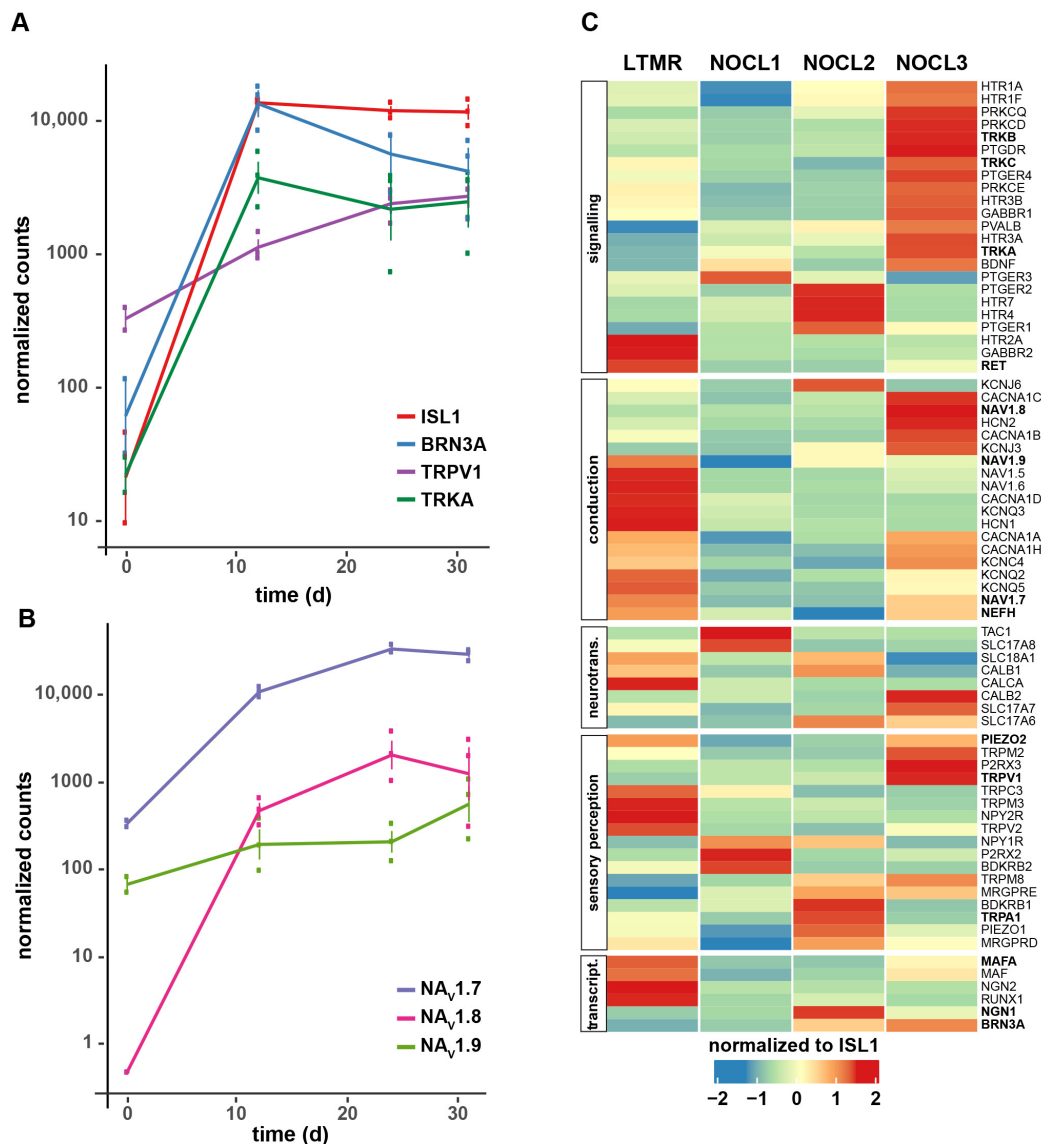 A
10,000
1000
100
10
0
10
20
30
normalized counts
time (d)
ISL1
BRN3A
TRPV1
TRKA
B
10,000
1000
100
10
1
0
10
20
30
normalized counts
time (d)
NAV1.7
NAV1.8
NAV1.9
C
LTMR NOCL1 NOCL2 NOCL3
signalling
HTR1A
HTR1F
PRKCQ
PRKCD
TRKB
PTGDR
TRKC
PTGER4
PRKCE
HTR3B
GABBR1
PVALB
HTR3A
TRKA
BDNF
PTGER3
PTGER2
HTR7
HTR4
PTGER1
HTR2A
GABBR2
RET
conduction
KCNJ6
CACNA1C
NAV1.8
HCN2
CACNA1B
KCNJ3
NAV1.9
NAV1.5
NAV1.6
CACNA1D
KCNQ3
HCN1
CACNA1A
CACNA1H
KCNC4
KCNQ2
KCNQ5
NAV1.7
NEFH
neurotrans.
TAC1
SLC17A8
SLC18A1
CALB1
CALCA
CALB2
SLC17A7
SLC17A6
sensory perception
PIEZO2
TRPM2
P2RX3
TRPV1
TRPC3
TRPM3
NPY2R
TRPV2
NPY1R
P2RX2
BDKRB2
TRPM8
MRGPRE
BDKRB1
TRPA1
PIEZO1
MRGPRD
transcript.
MAFA
MAF
NGN2
RUNX1
NGN1
BRN3A
normalized to ISL1
−2 −1 0 1 2